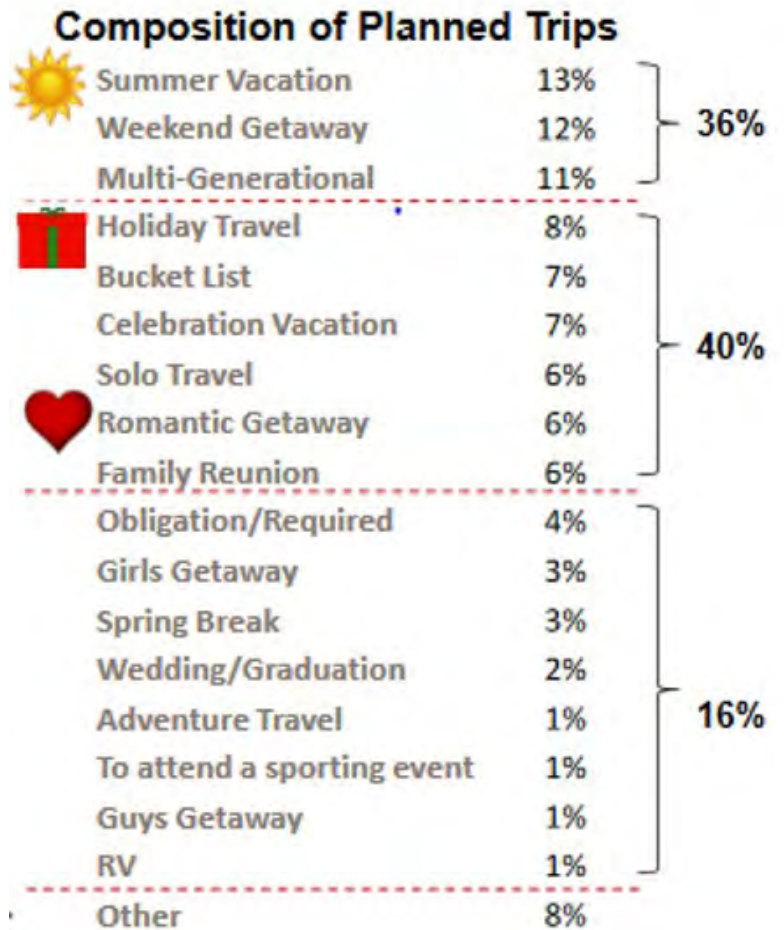 Composition of Planned Trips
Summer Vacation 13%
Weekend Getaway 12% 36%
Multi-Generational 11%
Holiday Travel 8%
Bucket List 7%
Celebration Vacation 7%
40%
Solo Travel 6%
Romantic Getaway 6%
Family Reunion 6%
Obligation/Required 4%
Girls Getaway 3%
Spring Break 3%
Wedding/Graduation 2%
Adventure Travel 1% 16%
To attend a sporting event 1%
Guys Getaway 1%
RV 1%
Other 8%